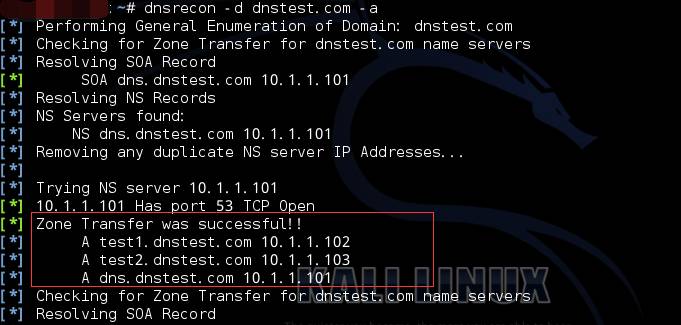 :~# dnsrecon -d dnstest.com -a
[*] Performing General Enumeration of Domain: dnstest.com
[*] Checking for Zone Transfer for dnstest.com name servers
[*] Resolving SOA Record
[*] SOA dns.dnstest.com 10.1.1.101
[*] Resolving NS Records
[*] NS Servers found:
[*] NS dns.dnstest.com 10.1.1.101
[*] Removing any duplicate NS server IP Addresses...
[*]
[*] Trying NS server 10.1.1.101
[*] 10.1.1.101 Has port 53 TCP Open
[*] Zone Transfer was successful!!
[*] A test1.dnstest.com 10.1.1.102
[*] A test2.dnstest.com 10.1.1.103
[*] A dns.dnstest.com 10.1.1.101
KALI LINUX
[*] Checking for Zone Transfer for dnstest.com name servers
[*] Resolving SOA Record